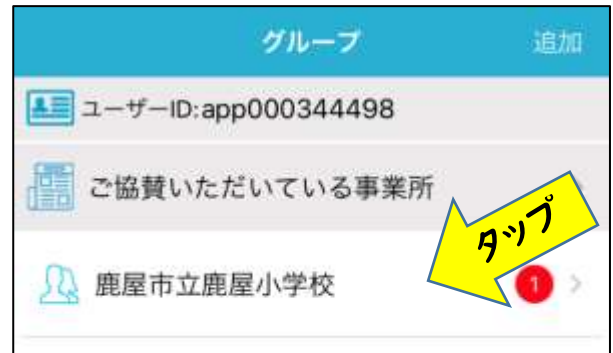 グループ 追加
ユーザーID:app000344498
ご協賛いただいている事業所
タップ
鹿屋市立鹿屋小学校 1